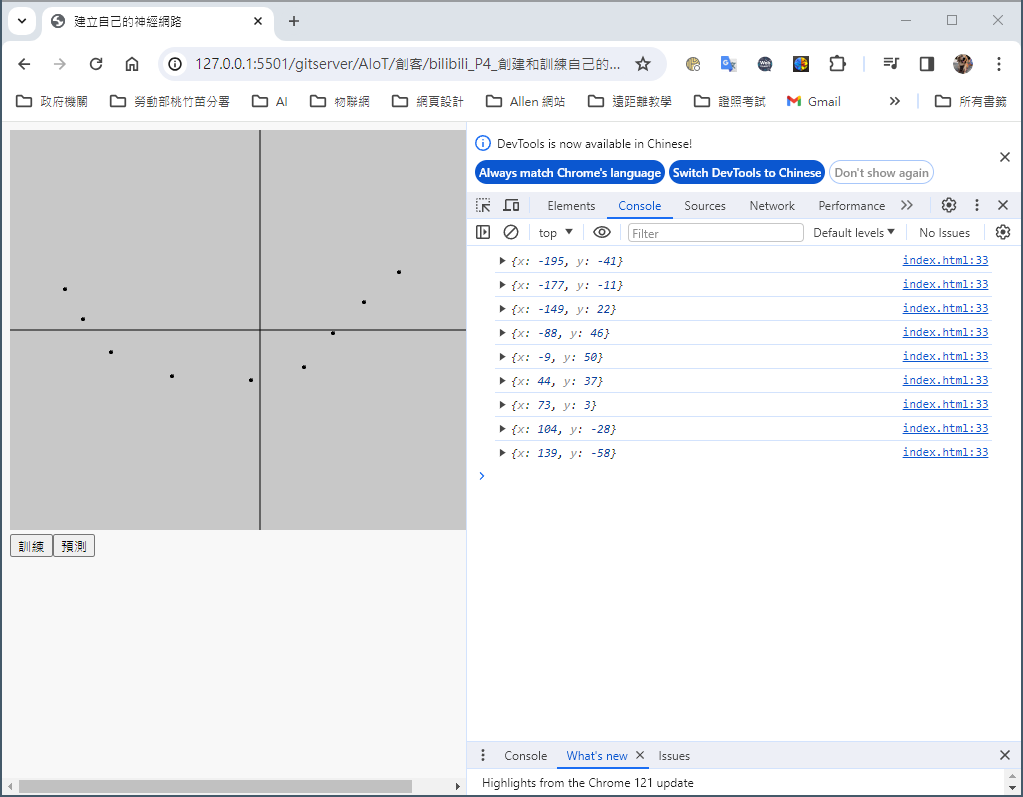 建立自己的神經網路
127.0.0.1:5501/gitserver/AIoT/創客/bilibili_P4_創建和訓練自己的...
政府機關 勞動部桃竹苗分署 AI 物聯網 網頁設計 Allen 網站 遠距離教學 證照考試 Gmail 所有書籤
DevTools is now available in Chinese!
Always match Chrome's language Switch DevTools to Chinese Don't show again
Elements Console Sources Network Performance
top Filter Default levels No Issues
{x: -195, y: -41} index.html:33
{x: -177, y: -11} index.html:33
{x: -149, y: 22} index.html:33
{x: -88, y: 46} index.html:33
{x: -9, y: 50} index.html:33
{x: 44, y: 37} index.html:33
{x: 73, y: 3} index.html:33
{x: 104, y: -28} index.html:33
{x: 139, y: -58} index.html:33
訓練 預測
Console What's new Issues
Highlights from the Chrome 121 update